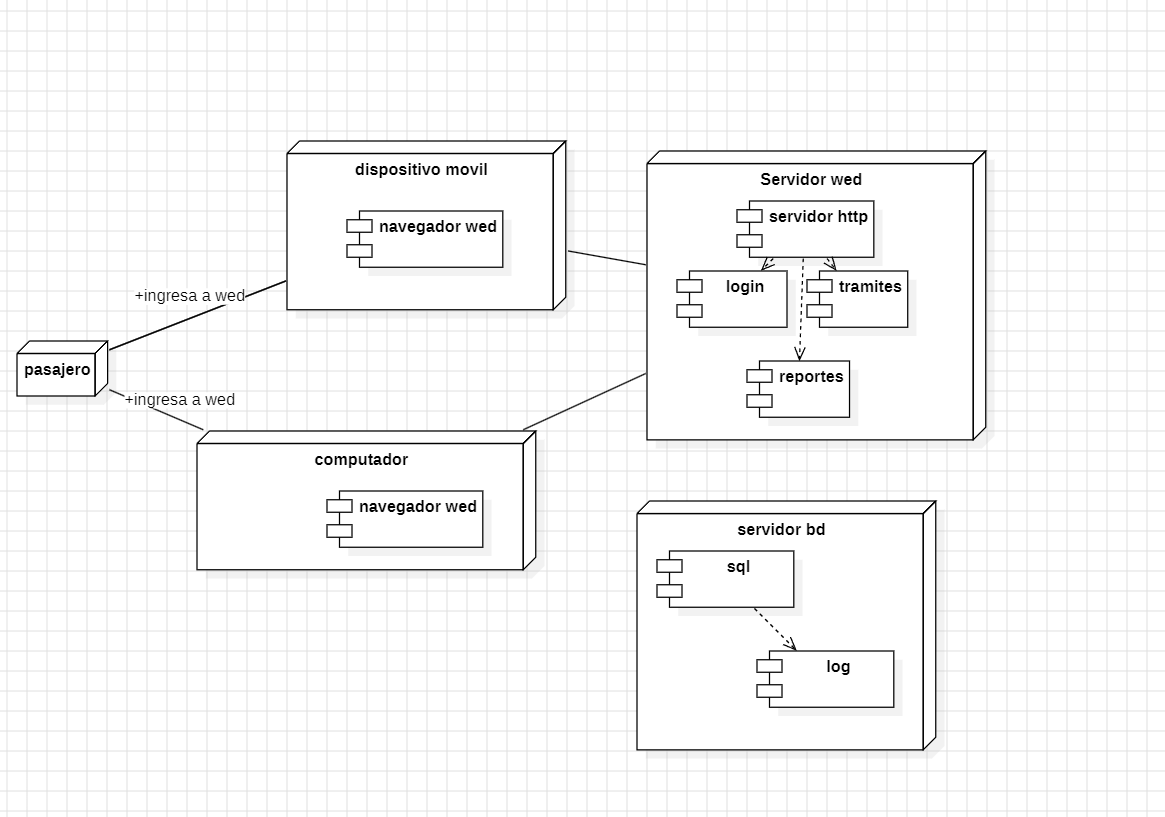 dispositivo movil
navegador wed
Servidor wed
servidor http
login
tramites
reportes
+ingresa a wed
pasajero
+ingresa a wed
computador
navegador wed
servidor bd
sql
log